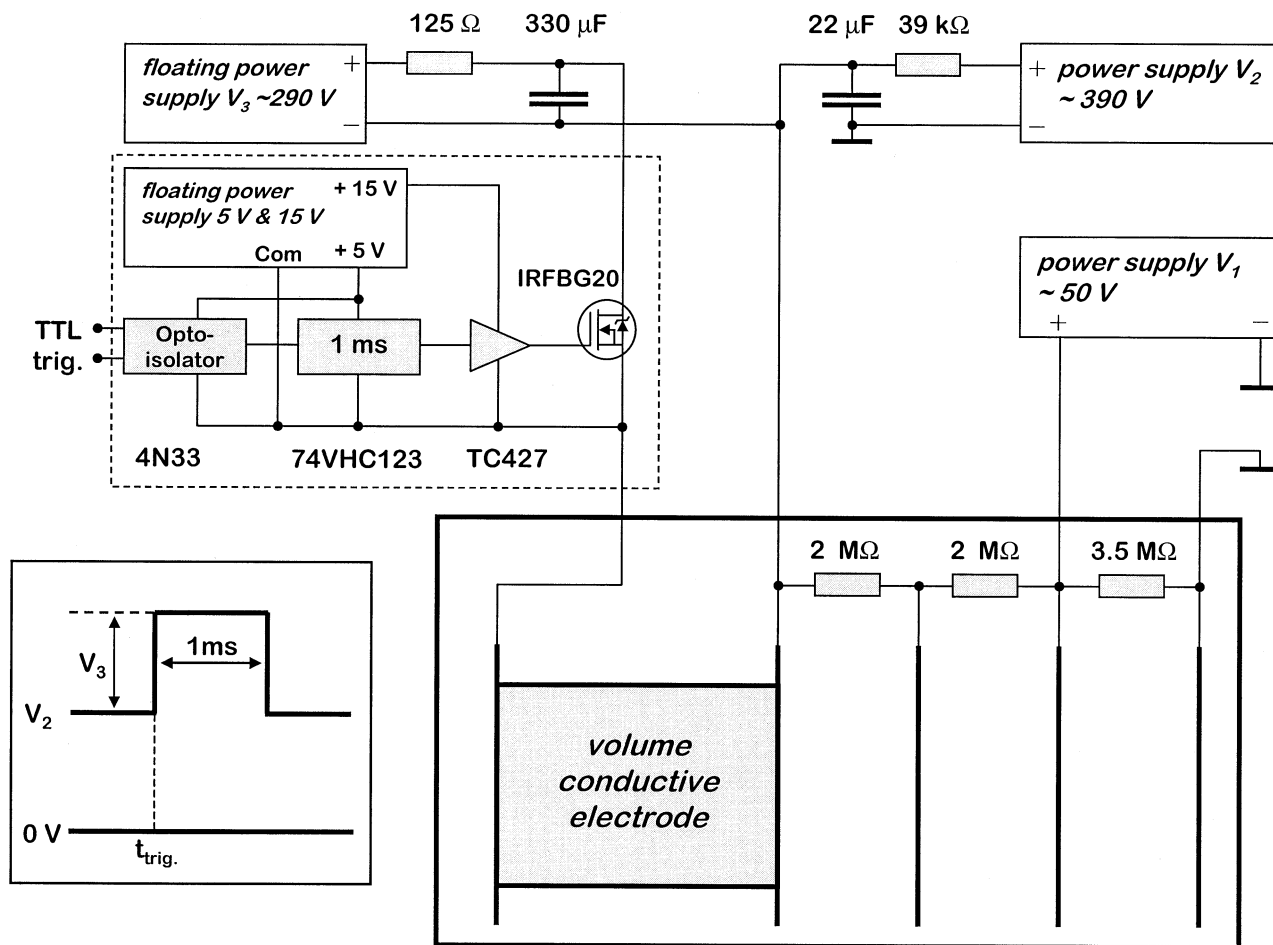 125 Ω
330 μF
22 μF
39 kΩ
floating power
supply V₃ ~290 V
+
−
+
−
power supply V₂
~ 390 V
floating power
supply 5 V & 15 V
+ 15 V
Com
+ 5 V
IRFBG20
power supply V₁
~ 50 V
+
−
TTL
trig.
Opto-
isolator
1 ms
4N33
74VHC123
TC427
2 MΩ
2 MΩ
3.5 MΩ
V₃
1ms
V₂
0 V
t trig.
volume
conductive
electrode